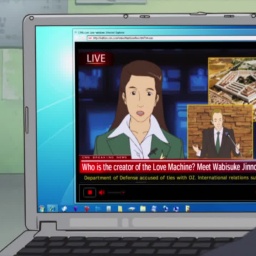 LIVE
Who is the creator of the Love Machine? Meet Wabisuke Jinno
Department of Defense accused of ties with OZ. International relations su